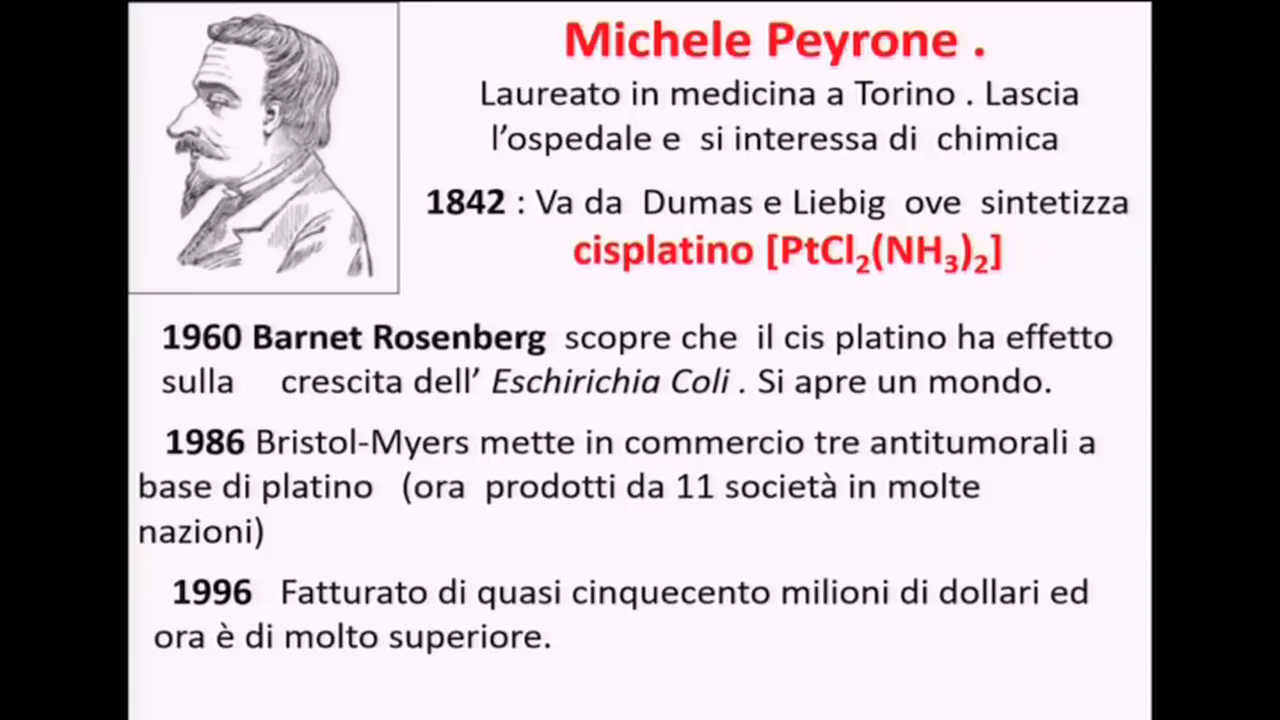 Michele Peyrone .
Laureato in medicina a Torino . Lascia
l’ospedale e si interessa di chimica
1842 : Va da Dumas e Liebig ove sintetizza
cisplatino [PtCl₂(NH₃)₂]
1960 Barnet Rosenberg scopre che il cis platino ha effetto
sulla crescita dell’ Eschirichia Coli . Si apre un mondo.
1986 Bristol-Myers mette in commercio tre antitumorali a
base di platino (ora prodotti da 11 società in molte
nazioni)
1996 Fatturato di quasi cinquecento milioni di dollari ed
ora è di molto superiore.